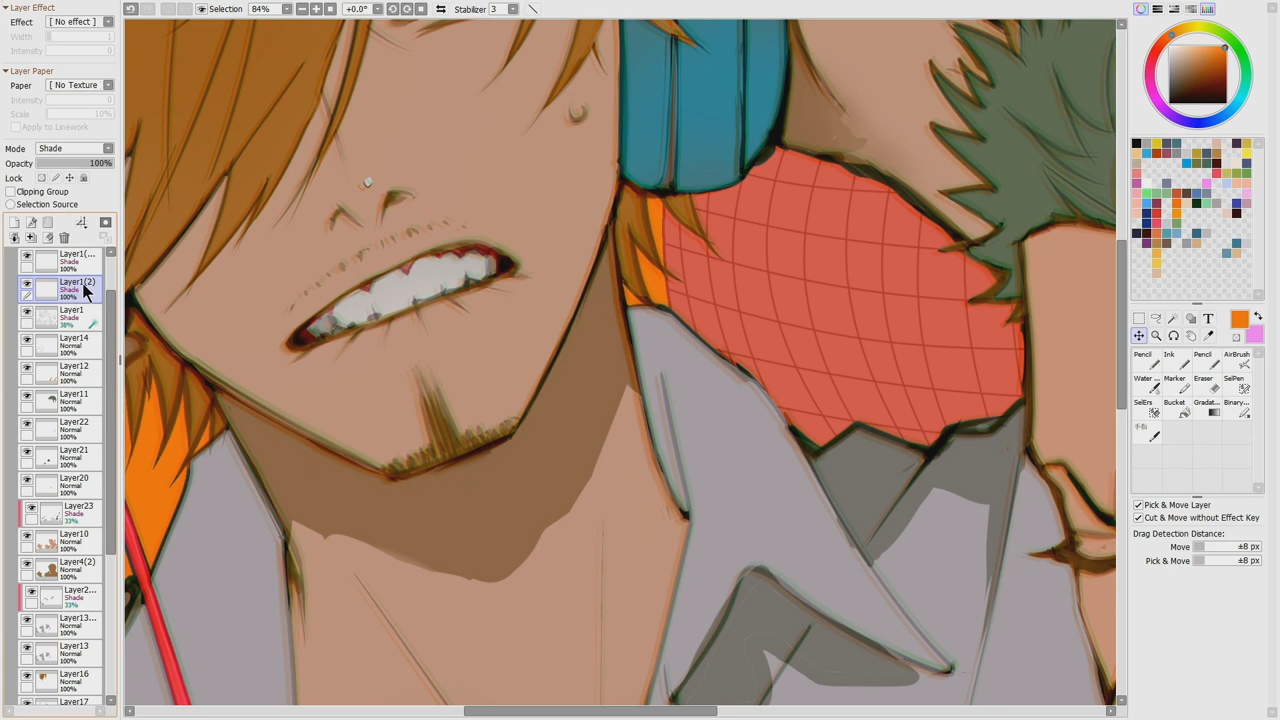 Layer Effect
Effect [ No effect ]
Width 1
Intensity 0
Layer Paper
Paper [ No Texture
Intensity 0
Scale 10%
Apply to Linework
Mode Shade
Opacity 100%
Lock
Clipping Group
Selection Source
Layer1(...
Shade
100%
Layer1(2)
Shade
100%
Layer1
Shade
38%
Layer14
Normal
100%
Layer12
Normal
100%
Layer11
Normal
100%
Layer22
Normal
100%
Layer21
Normal
100%
Layer20
Normal
100%
Layer23
Shade
33%
Layer10
Normal
100%
Layer4(2)
Normal
100%
Layer2...
Shade
33%
Layer13...
Normal
100%
Layer13
Normal
100%
Layer16
Normal
100%
Layer17
Selection 84% +0.0° Stabilizer 3
T
Pencil Ink Pencil AirBrush
Water ... Marker Eraser SelPen
SelErs Bucket Gradat... Binary...
Pick & Move Layer
Cut & Move without Effect Key
Drag Detection Distance:
Move ±8 px
Pick & Move ±8 px